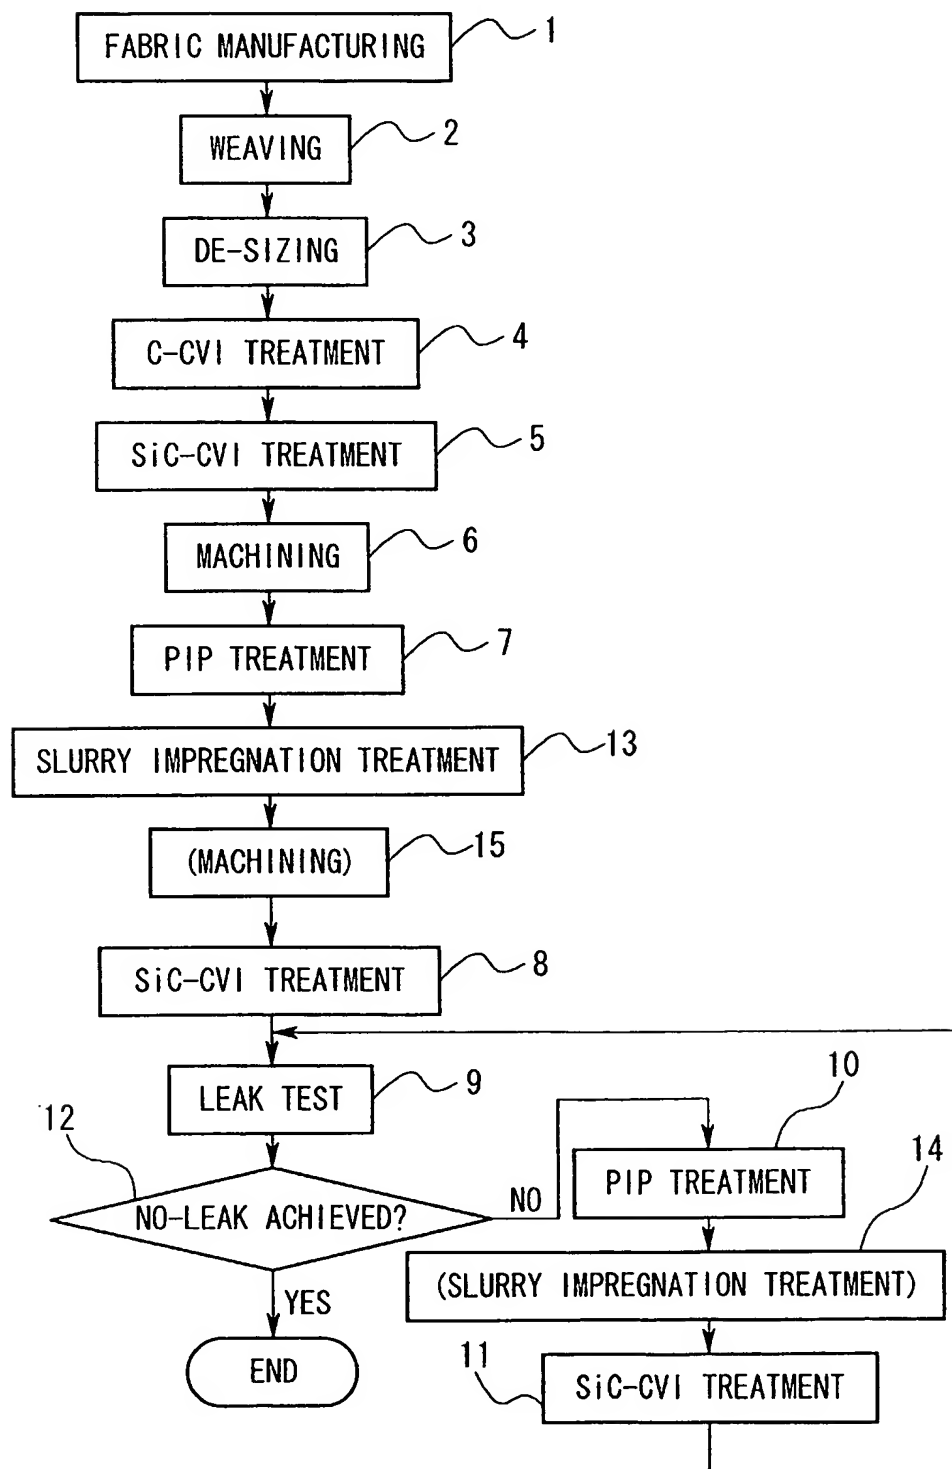 FABRIC MANUFACTURING
1
WEAVING
2
DE-SIZING
3
C-CVI TREATMENT
4
SiC-CVI TREATMENT
5
MACHINING
6
PIP TREATMENT
7
SLURRY IMPREGNATION TREATMENT
13
(MACHINING)
15
SiC-CVI TREATMENT
8
LEAK TEST
9
12
NO-LEAK ACHIEVED?
NO
YES
END
10
PIP TREATMENT
14
(SLURRY IMPREGNATION TREATMENT)
11
SiC-CVI TREATMENT